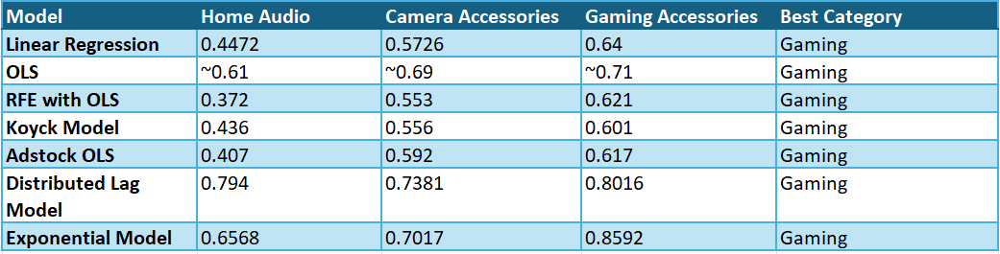 Model Home Audio Camera Accessories Gaming Accessories Best Category
Linear Regression 0.4472 0.5726 0.64 Gaming
OLS ~0.61 ~0.69 ~0.71 Gaming
RFE with OLS 0.372 0.553 0.621 Gaming
Koyck Model 0.436 0.556 0.601 Gaming
Adstock OLS 0.407 0.592 0.617 Gaming
Distributed Lag 0.794 0.7381 0.8016 Gaming
Model
Exponential Model 0.6568 0.7017 0.8592 Gaming